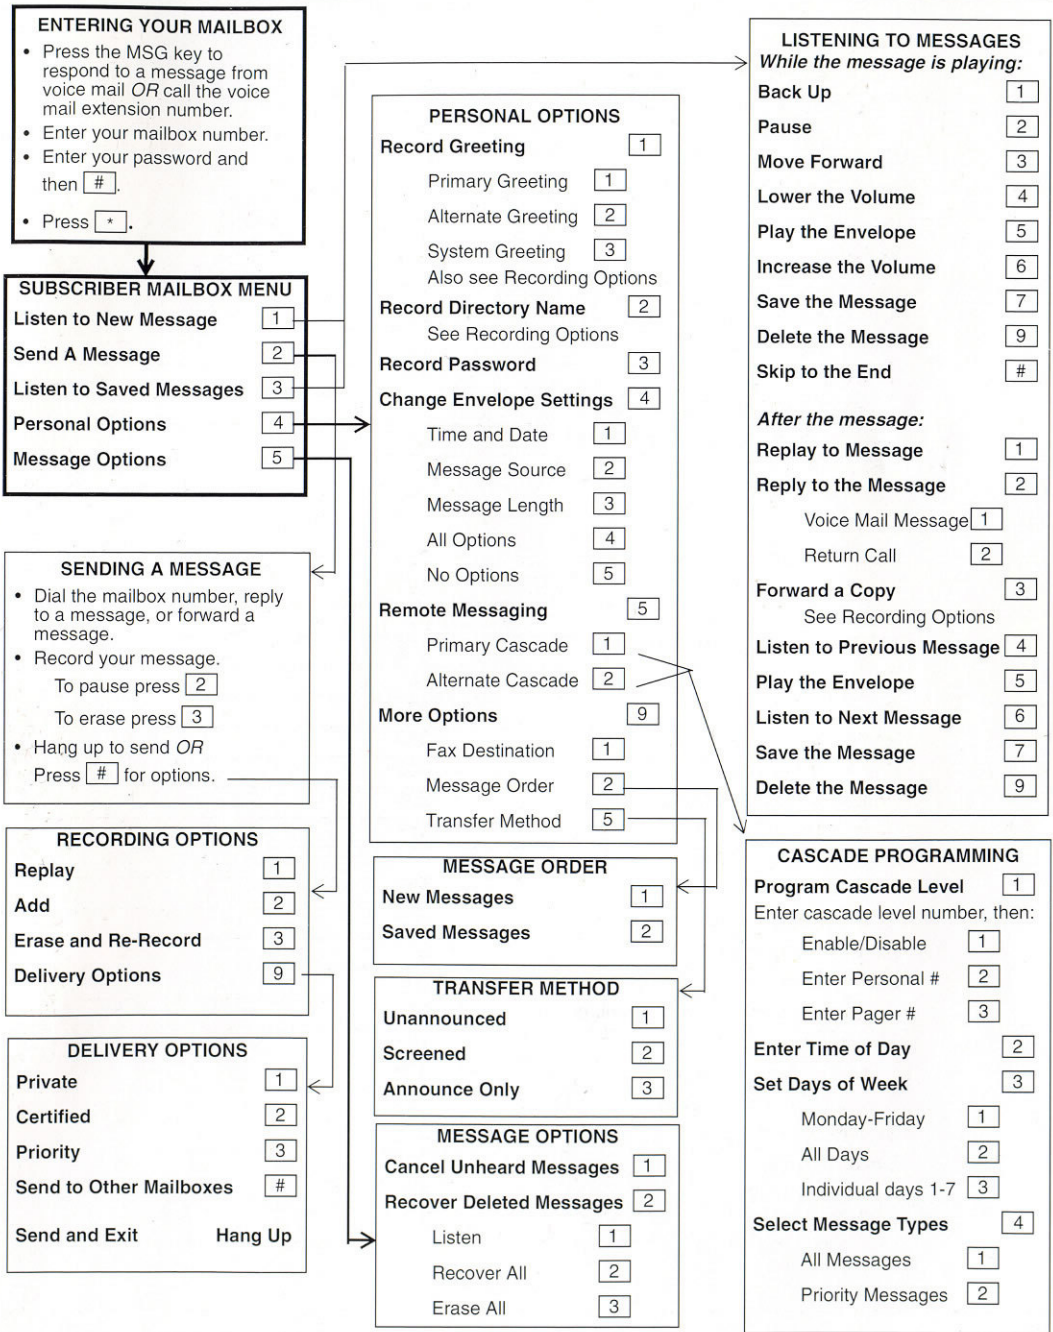 ENTERING YOUR MAILBOX
• Press the MSG key to
respond to a message from
voice mail OR call the voice
mail extension number.
• Enter your mailbox number.
• Enter your password and
then #.
• Press *.
SUBSCRIBER MAILBOX MENU
Listen to New Message 1
Send A Message 2
Listen to Saved Messages 3
Personal Options 4
Message Options 5
SENDING A MESSAGE
• Dial the mailbox number, reply
to a message, or forward a
message.
• Record your message.
To pause press 2
To erase press 3
• Hang up to send OR
Press # for options.
RECORDING OPTIONS
Replay 1
Add 2
Erase and Re-Record 3
Delivery Options 9
DELIVERY OPTIONS
Private 1
Certified 2
Priority 3
Send to Other Mailboxes #
Send and Exit Hang Up
PERSONAL OPTIONS
Record Greeting 1
Primary Greeting 1
Alternate Greeting 2
System Greeting 3
Also see Recording Options
Record Directory Name 2
See Recording Options
Record Password 3
Change Envelope Settings 4
Time and Date 1
Message Source 2
Message Length 3
All Options 4
No Options 5
Remote Messaging 5
Primary Cascade 1
Alternate Cascade 2
More Options 9
Fax Destination 1
Message Order 2
Transfer Method 5
MESSAGE ORDER
New Messages 1
Saved Messages 2
TRANSFER METHOD
Unannounced 1
Screened 2
Announce Only 3
MESSAGE OPTIONS
Cancel Unheard Messages 1
Recover Deleted Messages 2
Listen 1
Recover All 2
Erase All 3
LISTENING TO MESSAGES
While the message is playing:
Back Up 1
Pause 2
Move Forward 3
Lower the Volume 4
Play the Envelope 5
Increase the Volume 6
Save the Message 7
Delete the Message 9
Skip to the End #
After the message:
Replay to Message 1
Reply to the Message 2
Voice Mail Message 1
Return Call 2
Forward a Copy 3
See Recording Options
Listen to Previous Message 4
Play the Envelope 5
Listen to Next Message 6
Save the Message 7
Delete the Message 9
CASCADE PROGRAMMING
Program Cascade Level 1
Enter cascade level number, then:
Enable/Disable 1
Enter Personal # 2
Enter Pager # 3
Enter Time of Day 2
Set Days of Week 3
Monday-Friday 1
All Days 2
Individual days 1-7 3
Select Message Types 4
All Messages 1
Priority Messages 2